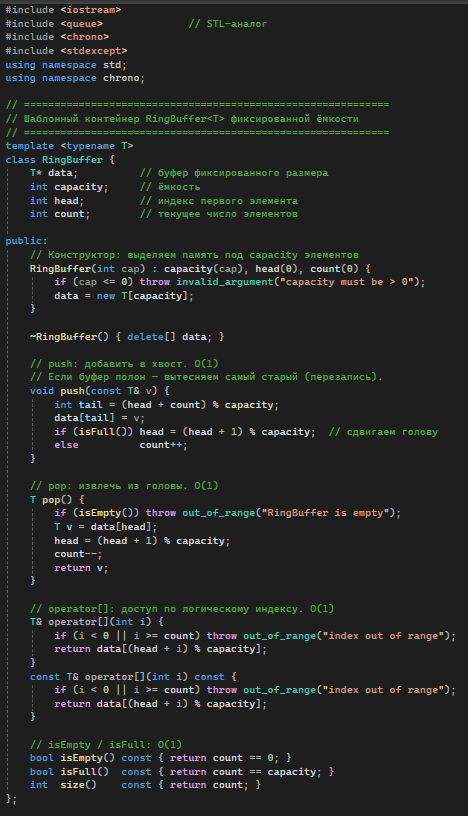 #include <iostream>
#include <queue>              // STL-аналог
#include <chrono>
#include <stdexcept>
using namespace std;
using namespace chrono;

// ============================================================
// Шаблонный контейнер RingBuffer<T> фиксированной ёмкости
// ============================================================
template <typename T>
class RingBuffer {
    T* data;          // буфер фиксированного размера
    int capacity;     // ёмкость
    int head;         // индекс первого элемента
    int count;        // текущее число элементов

public:
    // Конструктор: выделяем память под capacity элементов
    RingBuffer(int cap) : capacity(cap), head(0), count(0) {
        if (cap <= 0) throw invalid_argument("capacity must be > 0");
        data = new T[capacity];
    }

    ~RingBuffer() { delete[] data; }

    // push: добавить в хвост. O(1)
    // Если буфер полон — вытесняем самый старый (перезапись).
    void push(const T& v) {
        int tail = (head + count) % capacity;
        data[tail] = v;
        if (isFull()) head = (head + 1) % capacity;  // сдвигаем голову
        else          count++;
    }

    // pop: извлечь из головы. O(1)
    T pop() {
        if (isEmpty()) throw out_of_range("RingBuffer is empty");
        T v = data[head];
        head = (head + 1) % capacity;
        count--;
        return v;
    }

    // operator[]: доступ по логическому индексу. O(1)
    T& operator[](int i) {
        if (i < 0 || i >= count) throw out_of_range("index out of range");
        return data[(head + i) % capacity];
    }
    const T& operator[](int i) const {
        if (i < 0 || i >= count) throw out_of_range("index out of range");
        return data[(head + i) % capacity];
    }

    // isEmpty / isFull: O(1)
    bool isEmpty() const { return count == 0; }
    bool isFull()  const { return count == capacity; }
    int  size()    const { return count; }
};